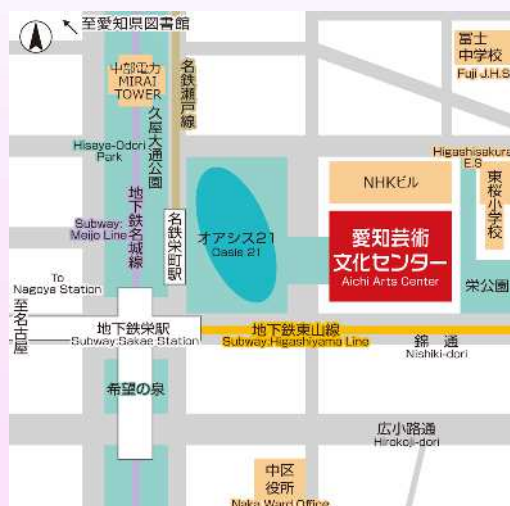 至愛知県図書館
中部電力
MIRAI
TOWER
名鉄瀬戸線
冨士
中学校
Fuji J.H.S
Hisaya-Odori
Park
久屋大通公園
Higashisakura
E.S
東桜小学校
NHKビル
地下鉄名城線
Subway:
Meijo Line
名鉄栄町駅
オアシス21
Oasis 21
愛知芸術
文化センター
Aichi Arts Center
栄公園
To
Nagoya Station
至名古屋
地下鉄栄駅
Subway:Sakae Station
地下鉄東山線
Subway:Higashiyama Line
錦 通
Nishiki-dori
希望の泉
広小路通
Hirokoji-dori
中区
役所
Naka Ward Office